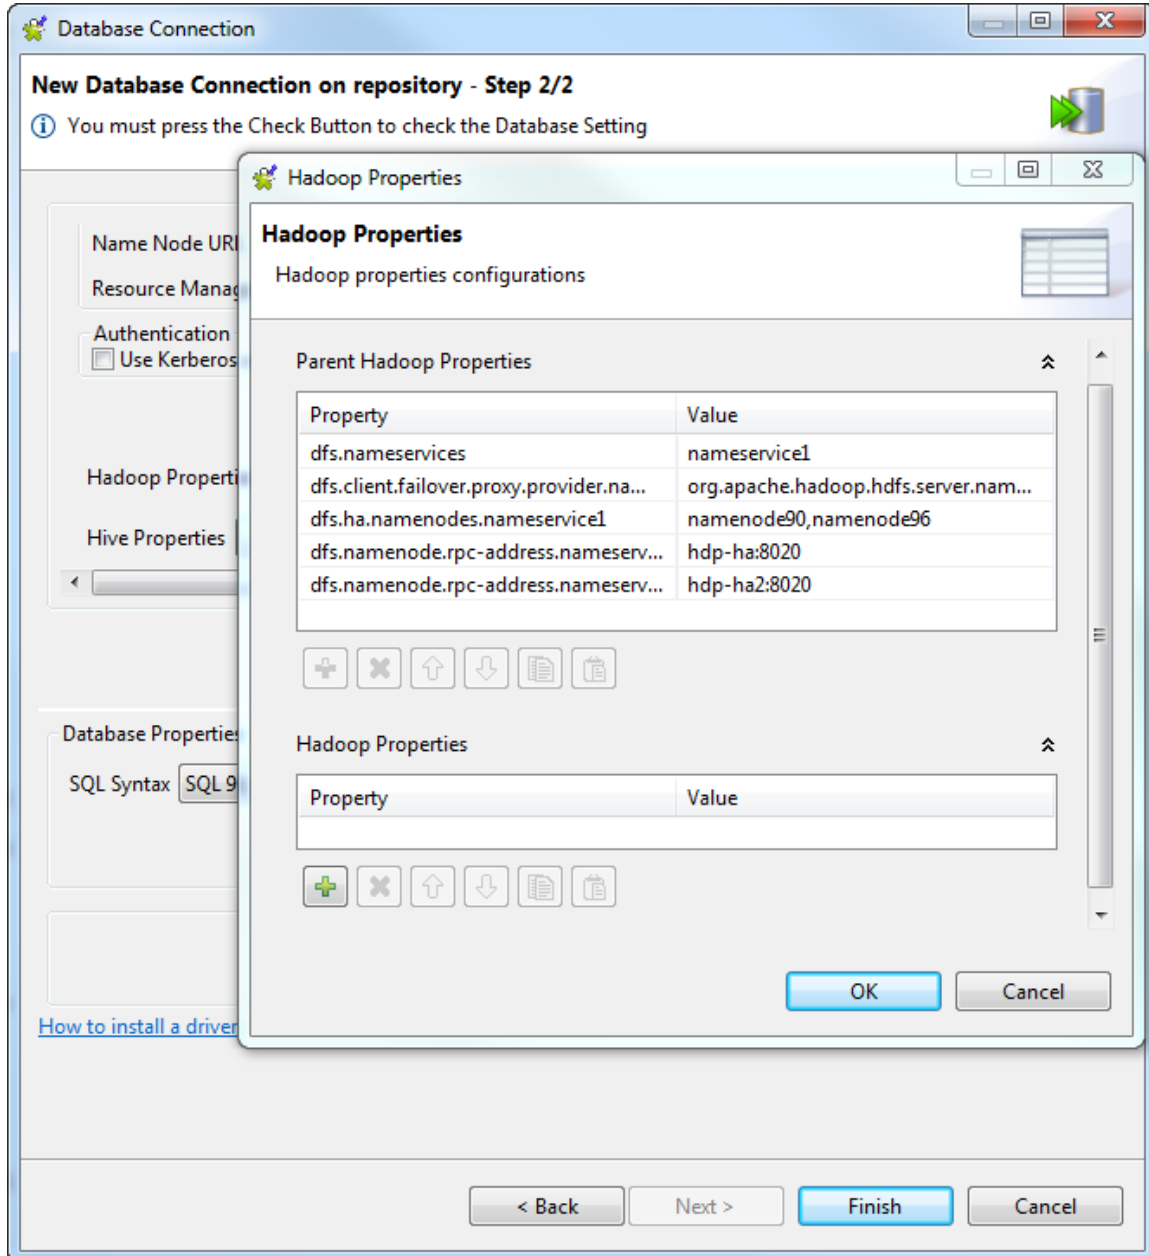 Database Connection
New Database Connection on repository - Step 2/2
You must press the Check Button to check the Database Setting
Hadoop Properties
Name Node URI
Hadoop Properties
Hadoop properties configurations
Resource Manag
Authentication
Use Kerberos
Parent Hadoop Properties
Property Value
dfs.nameservices nameservice1
dfs.client.failover.proxy.provider.na... org.apache.hadoop.hdfs.server.nam...
Hadoop Properti
dfs.ha.namenodes.nameservice1 namenode90,namenode96
Hive Properties
dfs.namenode.rpc-address.nameserv... hdp-ha:8020
dfs.namenode.rpc-address.nameserv... hdp-ha2:8020
Database Properties
Hadoop Properties
SQL Syntax SQL 9
Property Value
OK Cancel
How to install a driver
< Back Next > Finish Cancel